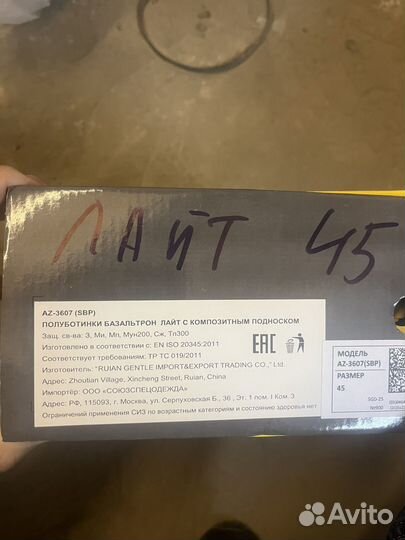 ЛАЙТ 45
AZ-3607 (SBP)
ПОЛУБОТИНКИ БАЗАЛЬТРОН ЛАЙТ С КОМПОЗИТНЫМ ПОДНОСКОМ
Защ. св-ва: З, Ми, Мп, Мун200, Сж, Тп300
Изготовлено в соответствии с: EN ISO 20345:2011
Соответствует требованиям: ТР ТС 019/2011
Изготовитель: "RUIAN GENTLE IMPORT&EXPORT TRADING CO.," Ltd.
Адрес: Zhoutian Village, Xincheng Street, Ruian, China
Импортёр: ООО «СОЮЗСПЕЦОДЕЖДА»
Адрес: РФ, 115093, г. Москва, ул. Серпуховская Б., 36 , Эт. 1 пом. I Ком. 3
Ограничений применения СИЗ по возрастным категориям и состоянию здоровья нет
EAC
МОДЕЛЬ
AZ-3607(SBP)
РАЗМЕР
45
Avito